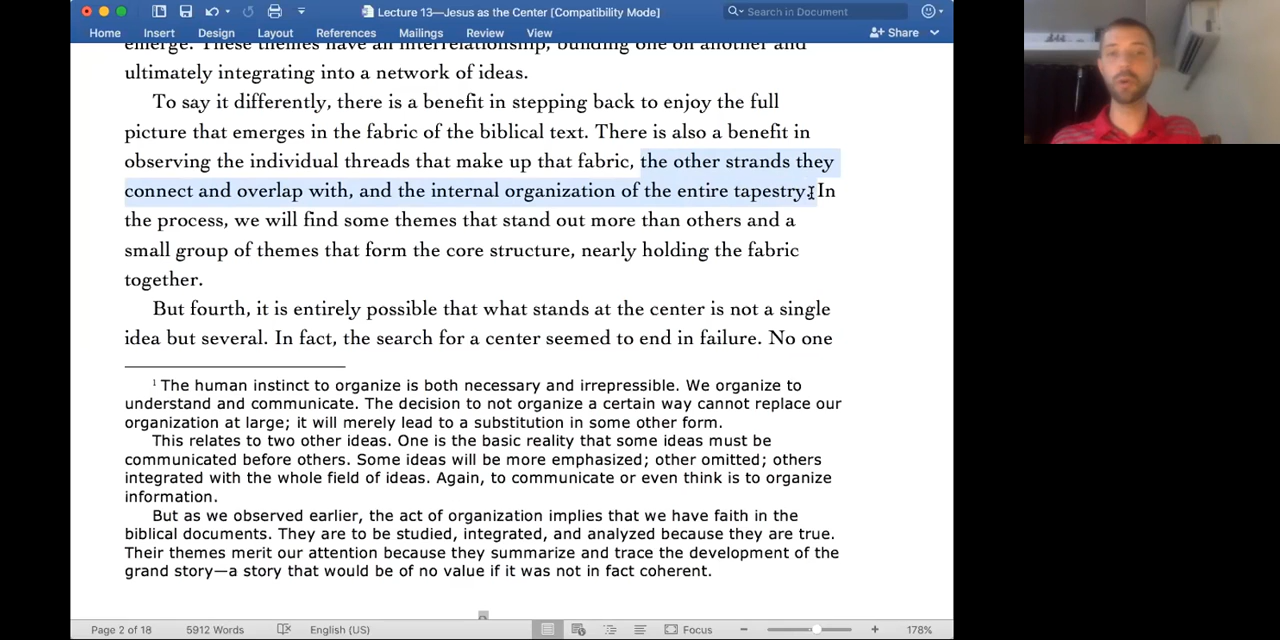 Lecture 13—Jesus as the Center [Compatibility Mode]
Search in Document
Home Insert Design Layout References Mailings Review View
Share
emerge. These themes have an interrelationship, building one on another and
ultimately integrating into a network of ideas.
To say it differently, there is a benefit in stepping back to enjoy the full
picture that emerges in the fabric of the biblical text. There is also a benefit in
observing the individual threads that make up that fabric, the other strands they
connect and overlap with, and the internal organization of the entire tapestry. In
the process, we will find some themes that stand out more than others and a
small group of themes that form the core structure, nearly holding the fabric
together.
But fourth, it is entirely possible that what stands at the center is not a single
idea but several. In fact, the search for a center seemed to end in failure. No one
1 The human instinct to organize is both necessary and irrepressible. We organize to
understand and communicate. The decision to not organize a certain way cannot replace our
organization at large; it will merely lead to a substitution in some other form.
This relates to two other ideas. One is the basic reality that some ideas must be
communicated before others. Some ideas will be more emphasized; other omitted; others
integrated with the whole field of ideas. Again, to communicate or even think is to organize
information.
But as we observed earlier, the act of organization implies that we have faith in the
biblical documents. They are to be studied, integrated, and analyzed because they are true.
Their themes merit our attention because they summarize and trace the development of the
grand story—a story that would be of no value if it was not in fact coherent.
Page 2 of 18 5912 Words English (US) Focus 178%